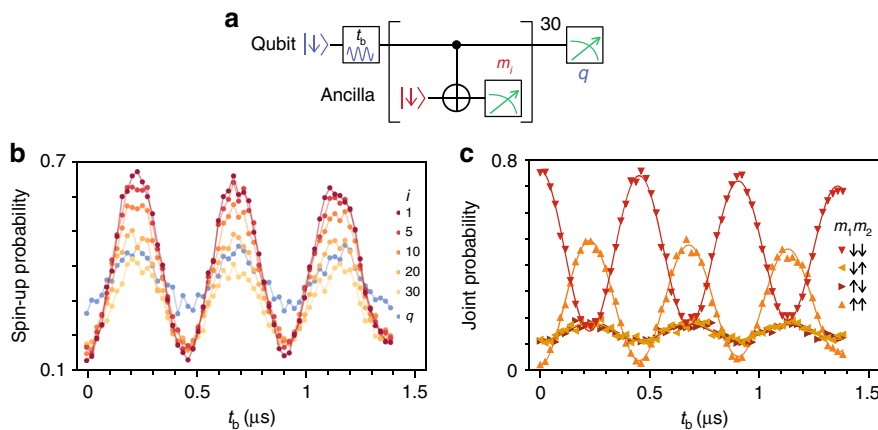 a
Qubit |↓⟩ t_b 30
m_i q
Ancilla |↓⟩
b
0.7
Spin-up probability
i
1
5
10
20
30
q
0.1
0 0.5 1 1.5
t_b (μs)
c
0.8
Joint probability
m₁m₂
↓↓
↓↑
↑↓
↑↑
0
0 0.5 1 1.5
t_b (μs)